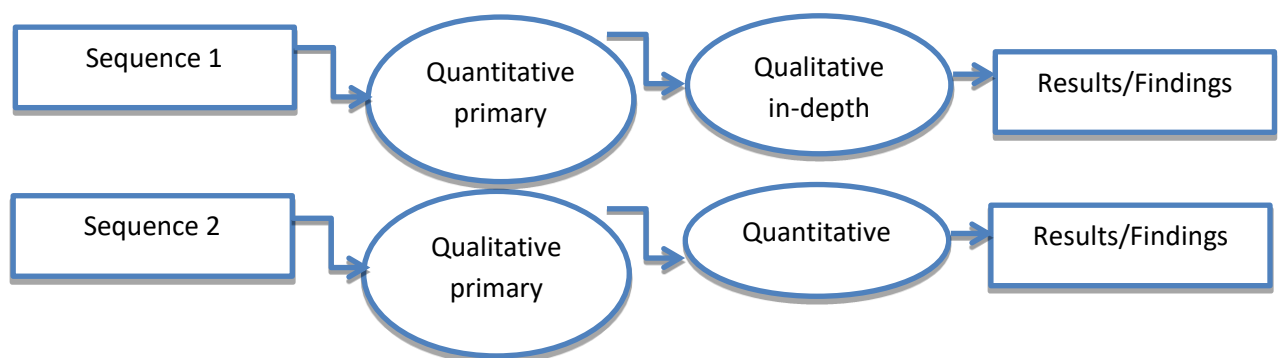 Sequence 1
Quantitative
primary
Qualitative
in-depth
Results/Findings
Sequence 2
Qualitative
primary
Quantitative
Results/Findings